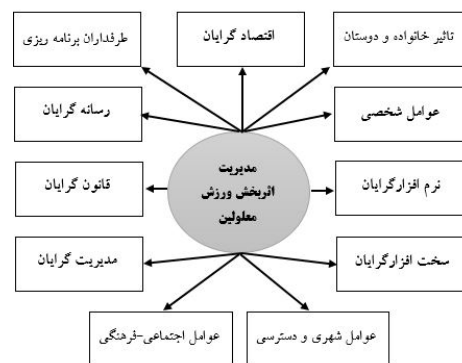 تاثیر خانواده و دوستان
اقتصاد گرایان
طرفداران برنامه ریزی
عوامل شخصی
رسانه گرایان
مدیریت
اثربخش ورزش
معلولین
نرم افزارگرایان
قانون گرایان
سخت افزارگرایان
مدیریت گرایان
عوامل شهری و دسترسی
عوامل اجتماعی-فرهنگی